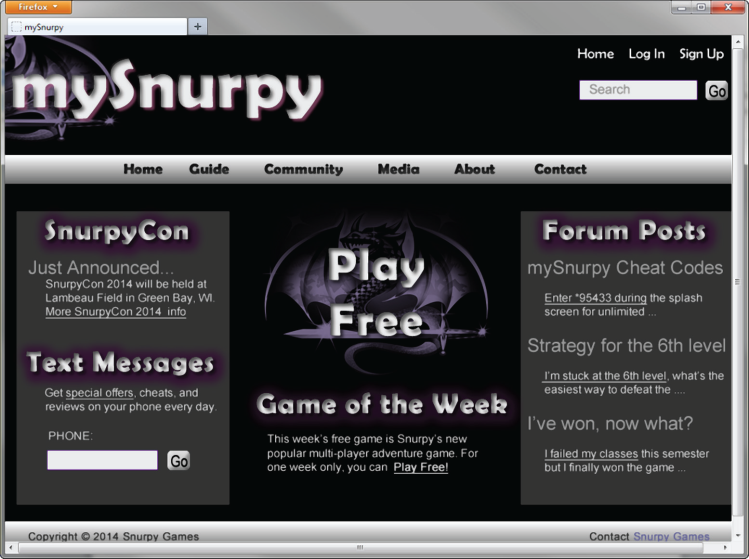 Firefox
mySnurpy
Home Log In Sign Up
mySnurpy
Search Go
Home Guide Community Media About Contact
SnurpyCon
Just Announced...
SnurpyCon 2014 will be held at
Lambeau Field in Green Bay, WI.
More SnurpyCon 2014 info
Text Messages
Get special offers, cheats, and
reviews on your phone every day.
PHONE:
Go
Play
Free
Game of the Week
This week's free game is Snurpy's new
popular multi-player adventure game. For
one week only, you can Play Free!
Forum Posts
mySnurpy Cheat Codes
Enter *95433 during the splash
screen for unlimited ...
Strategy for the 6th level
I'm stuck at the 6th level, what's the
easiest way to defeat the ....
I've won, now what?
I failed my classes this semester
but I finally won the game ...
Copyright © 2014 Snurpy Games
Contact Snurpy Games